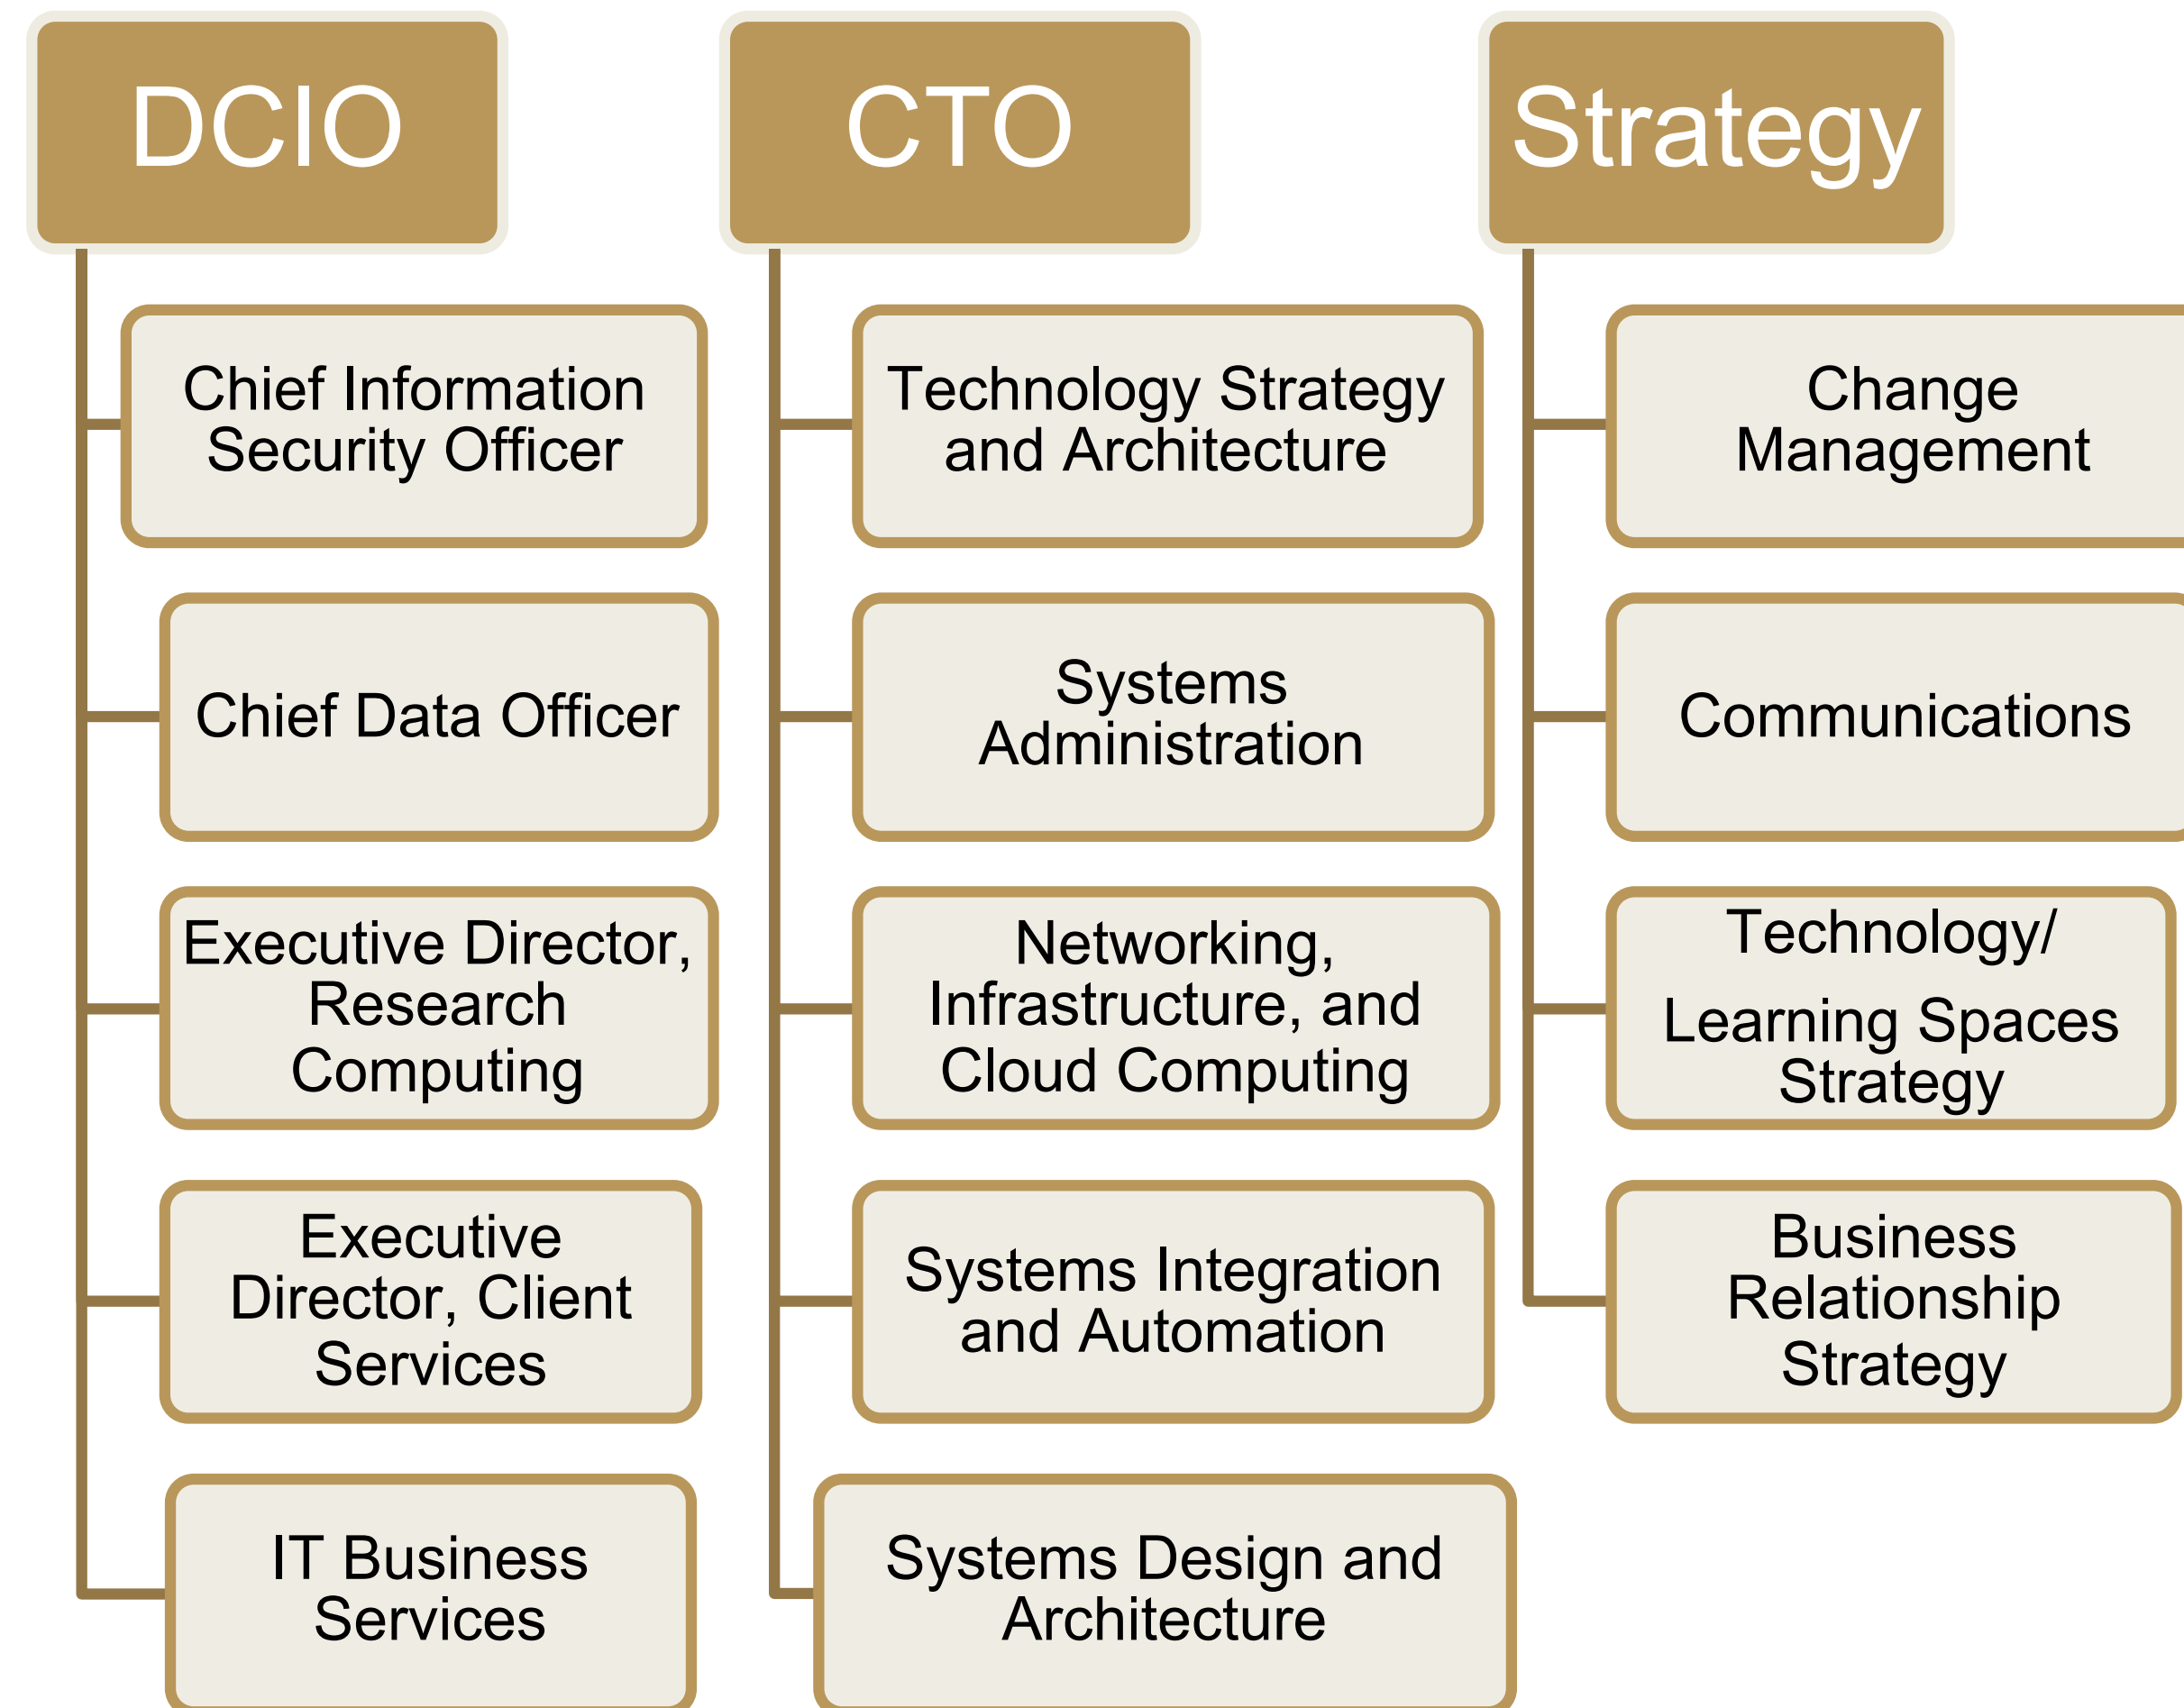 DCIO
Chief Information
Security Officer
Chief Data Officer
Executive Director,
Research
Computing
Executive
Director, Client
Services
IT Business
Services
CTO
Technology Strategy
and Architecture
Systems
Administration
Networking,
Infrastructure, and
Cloud Computing
Systems Integration
and Automation
Systems Design and
Architecture
Strategy
Change
Management
Communications
Technology/
Learning Spaces
Strategy
Business
Relationship
Strategy